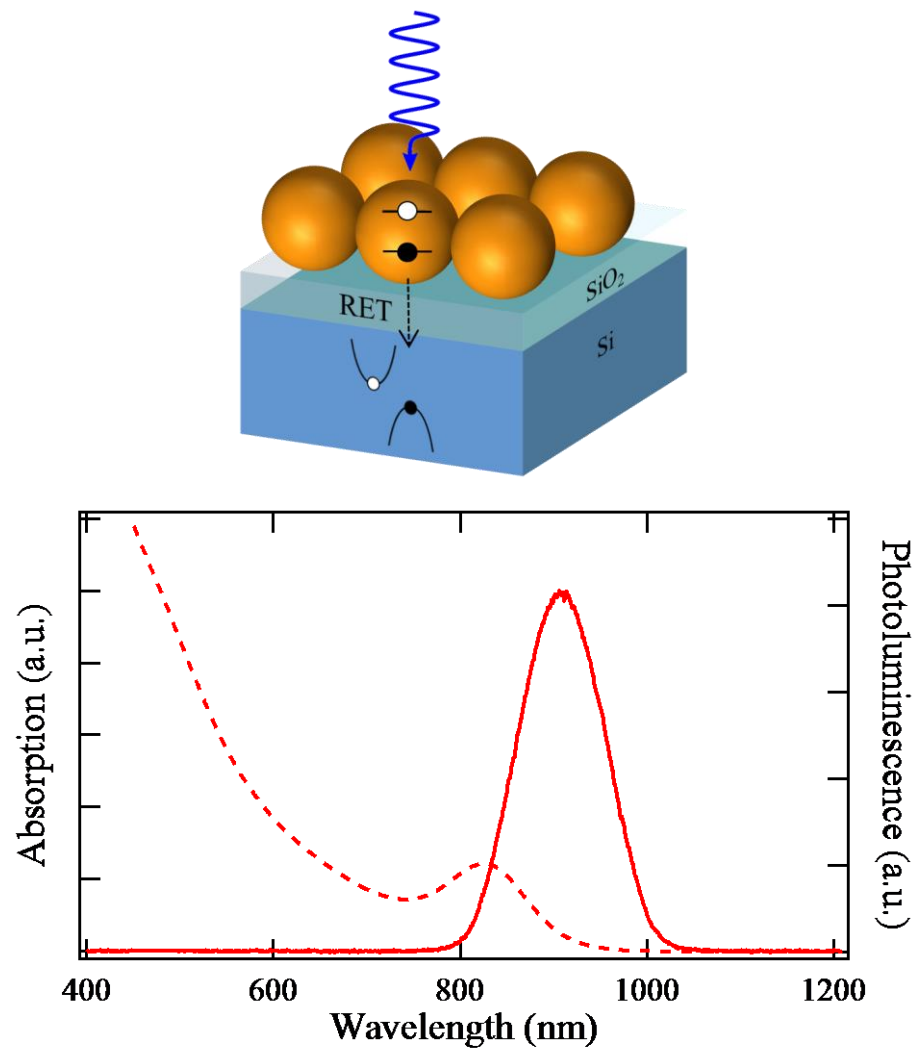 SiO₂
RET
Si
Absorption (a.u.)
Photoluminescence (a.u.)
400 600 800 1000 1200
Wavelength (nm)